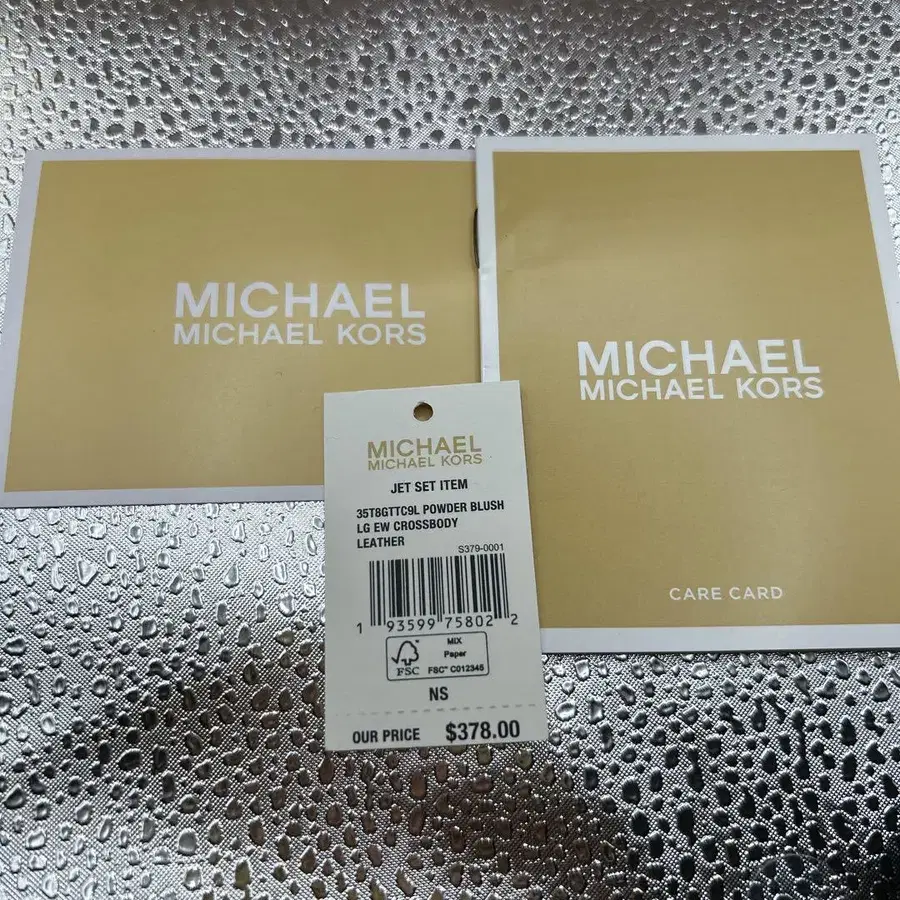 MICHAEL
MICHAEL KORS
MICHAEL
MICHAEL KORS
CARE CARD
MICHAEL
MICHAEL KORS
JET SET ITEM
35T8GTTC9L POWDER BLUSH
LG EW CROSSBODY
LEATHER
S379-0001
1 93599 75802 2
FSC
MIX
Paper
FSC™ C012345
NS
OUR PRICE $378.00